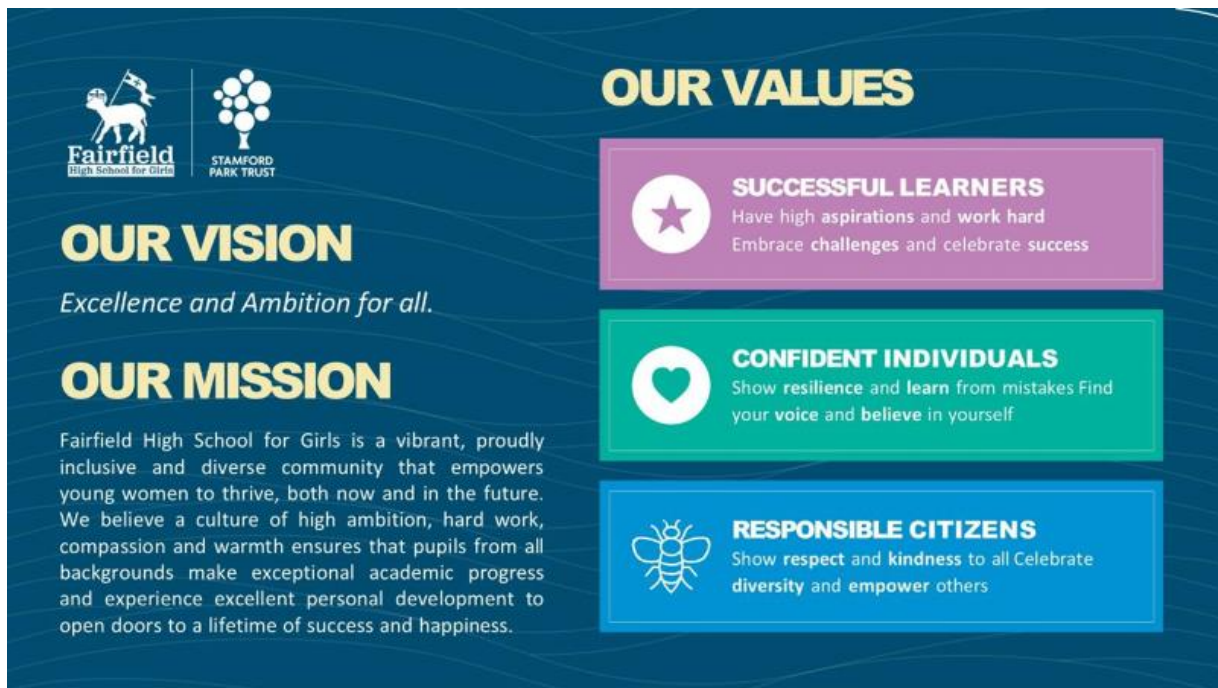 Fairfield
High School for Girls
STAMFORD
PARK TRUST
OUR VISION
Excellence and Ambition for all.
OUR MISSION
Fairfield High School for Girls is a vibrant, proudly
inclusive and diverse community that empowers
young women to thrive, both now and in the future.
We believe a culture of high ambition, hard work,
compassion and warmth ensures that pupils from all
backgrounds make exceptional academic progress
and experience excellent personal development to
open doors to a lifetime of success and happiness.
OUR VALUES
SUCCESSFUL LEARNERS
Have high aspirations and work hard
Embrace challenges and celebrate success
CONFIDENT INDIVIDUALS
Show resilience and learn from mistakes Find
your voice and believe in yourself
RESPONSIBLE CITIZENS
Show respect and kindness to all Celebrate
diversity and empower others